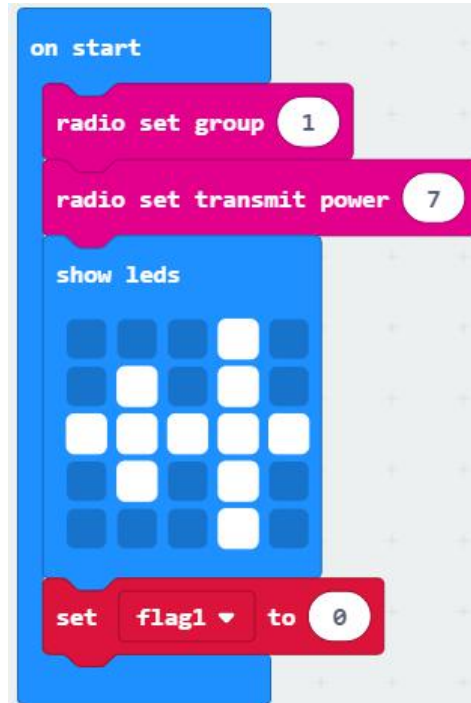 on start
radio set group 1
radio set transmit power 7
show leds
set flag1 to 0